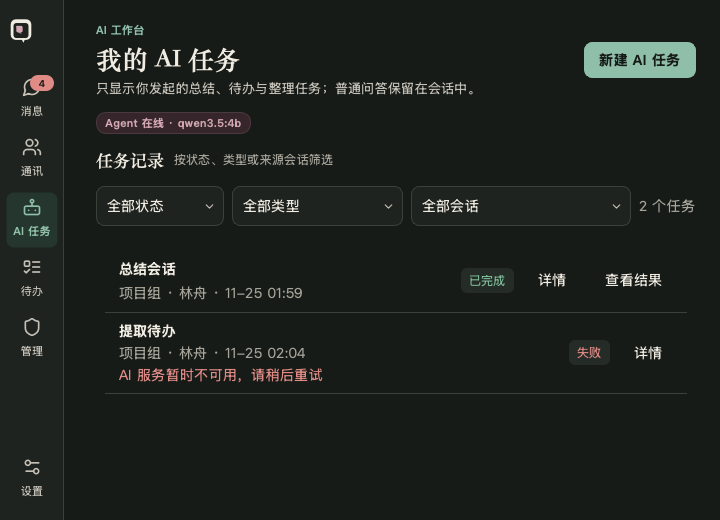 4
消息
通讯
AI 任务
待办
管理
设置
AI 工作台
我的 AI 任务
只显示你发起的总结、待办与整理任务；普通问答保留在会话中。
新建 AI 任务
Agent 在线 · qwen3.5:4b
任务记录 按状态、类型或来源会话筛选
全部状态 全部类型 全部会话 2 个任务
总结会话
项目组 · 林舟 · 11–25 01:59
已完成 详情 查看结果
提取待办
项目组 · 林舟 · 11–25 02:04
AI 服务暂时不可用，请稍后重试
失败 详情